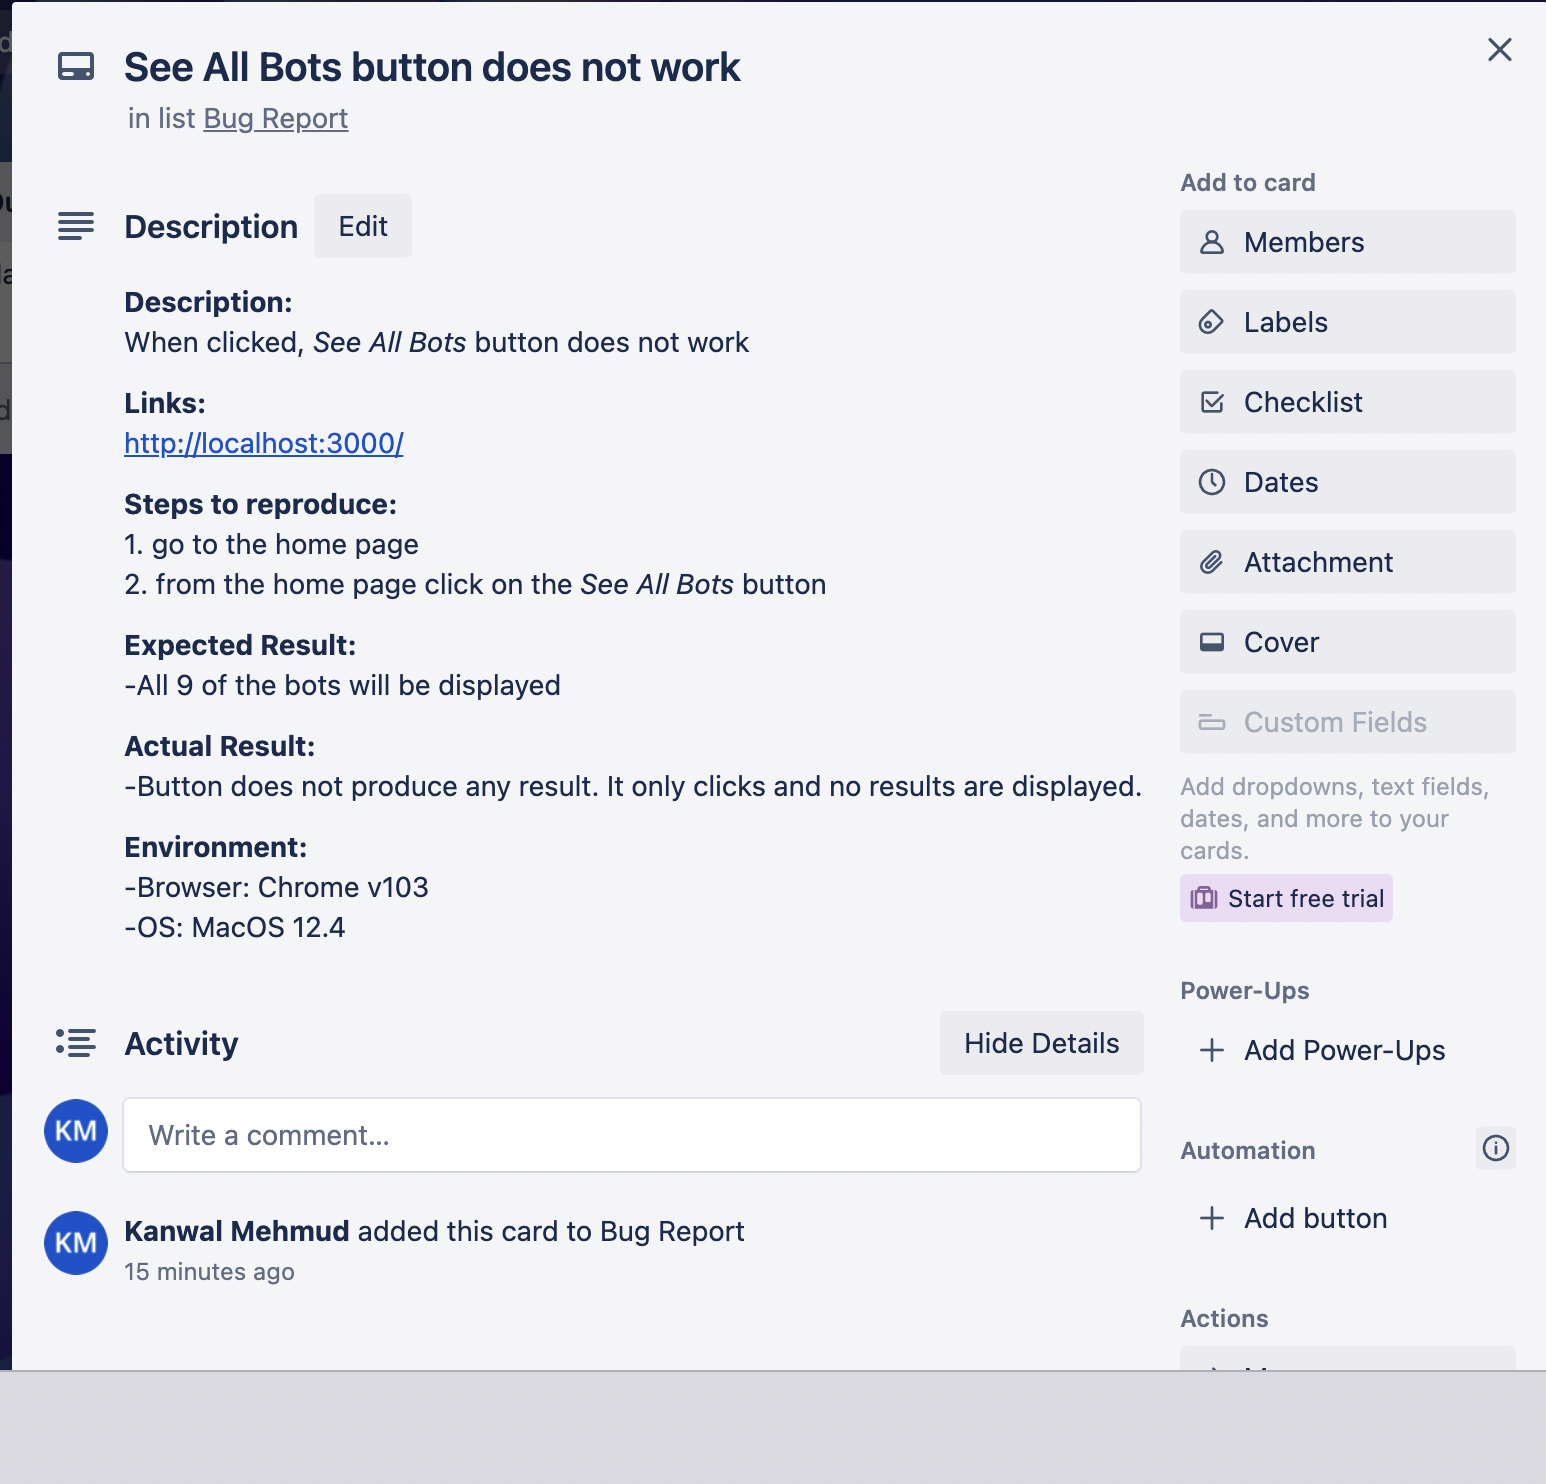 See All Bots button does not work
in list Bug Report
Description
Edit
Description:
When clicked, See All Bots button does not work
Links:
http://localhost:3000/
Steps to reproduce:
1. go to the home page
2. from the home page click on the See All Bots button
Expected Result:
-All 9 of the bots will be displayed
Actual Result:
-Button does not produce any result. It only clicks and no results are displayed.
Environment:
-Browser: Chrome v103
-OS: MacOS 12.4
Activity
Hide Details
KM
Write a comment...
KM
Kanwal Mehmud added this card to Bug Report
15 minutes ago
Add to card
Members
Labels
Checklist
Dates
Attachment
Cover
Custom Fields
Add dropdowns, text fields,
dates, and more to your
cards.
Start free trial
Power-Ups
Add Power-Ups
Automation
Add button
Actions